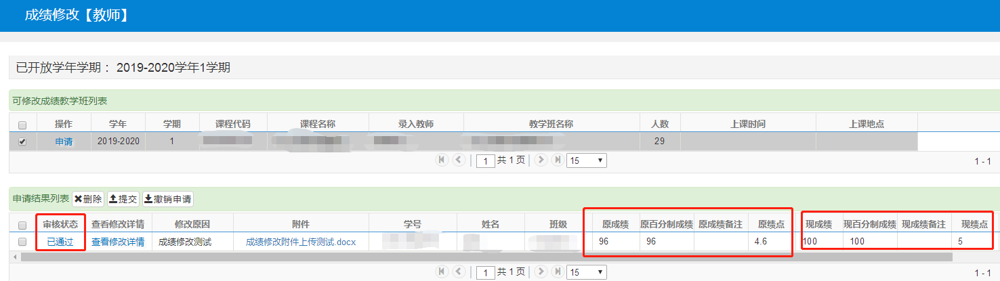 成绩修改【教师】
已开放学年学期： 2019-2020学年1学期
可修改成绩教学班列表
操作 学年 学期 课程代码 课程名称 录入教师 教学班名称 人数 上课时间 上课地点
申请 2019-2020 1 29
1 共 1 页 15 1 - 1
申请结果列表 删除 提交 撤销申请
审核状态 查看修改详情 修改原因 附件 学号 姓名 班级 原成绩 原百分制成绩 原成绩备注 原绩点 现成绩 现百分制成绩 现成绩备注 现绩点
已通过 查看修改详情 成绩修改测试 成绩修改附件上传测试.docx 96 96 4.6 100 100 5
1 共 1 页 15 1 - 1